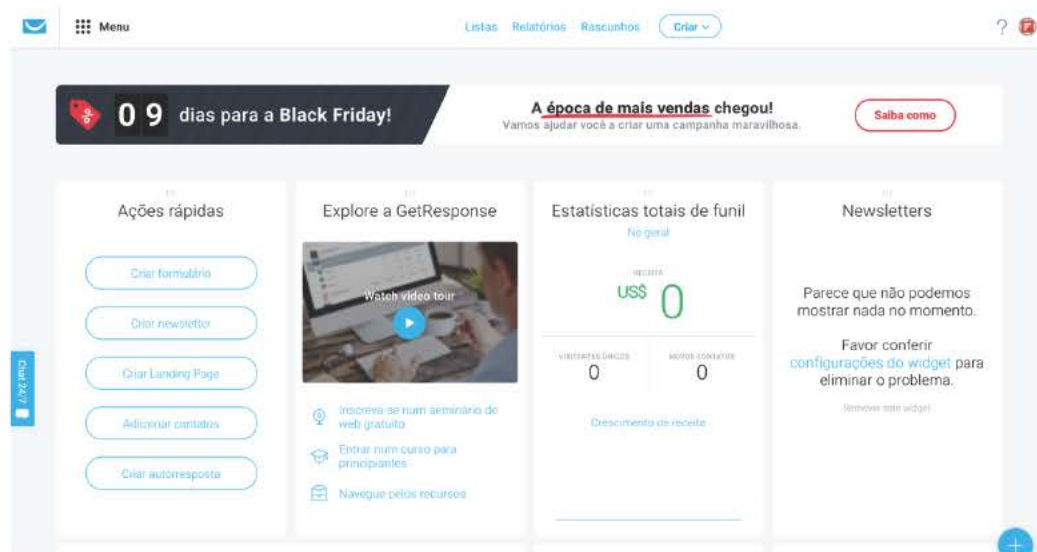 Menu
Listas Relatórios Rascunhos Criar
?
09 dias para a Black Friday!
A época de mais vendas chegou!
Vamos ajudar você a criar uma campanha maravilhosa.
Saiba como
Ações rápidas
Criar formulário
Criar newsletter
Criar Landing Page
Adicionar contatos
Criar autorresposta
Explore a GetResponse
Watch video tour
Inscreva-se num seminário de
web gratuito
Entrar num curso para
principiantes
Navegue pelos recursos
Estatísticas totais de funil
No geral
RECEITA
US$ 0
VISITANTES ÚNICOS
0
NOVOS CONTATOS
0
Crescimento da receita
Newsletters
Parece que não podemos
mostrar nada no momento.
Favor conferir
configurações do widget para
eliminar o problema.
Remover este widget
Chat 24/7